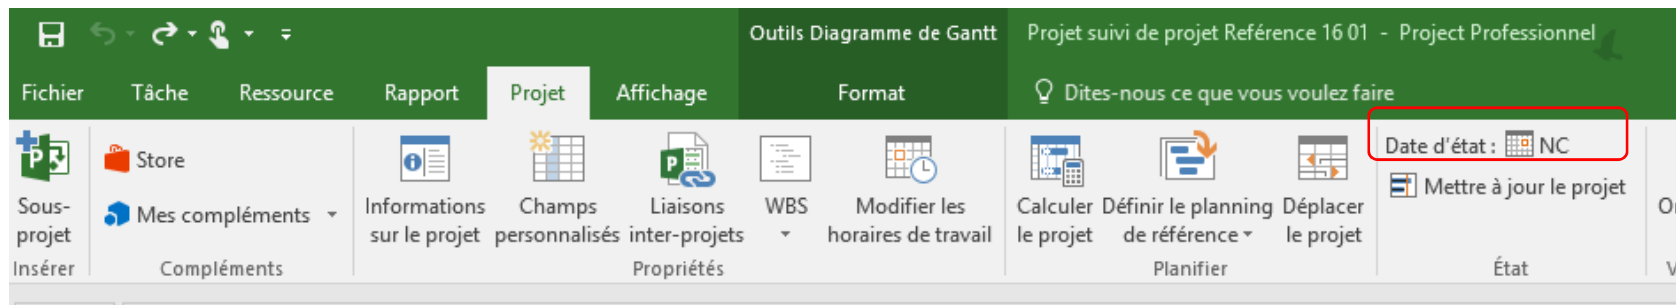 Outils Diagramme de Gantt
Projet suivi de projet Reférence 16 01 - Project Professionnel
Fichier
Tâche
Ressource
Rapport
Projet
Affichage
Format
Dites-nous ce que vous voulez faire
Sous-
projet
Insérer
Store
Mes compléments
Compléments
Informations
sur le projet
Champs
personnalisés
Liaisons
inter-projets
WBS
Modifier les
horaires de travail
Propriétés
Calculer
le projet
Définir le planning
de référence
Déplacer
le projet
Planifier
Date d'état : NC
Mettre à jour le projet
État